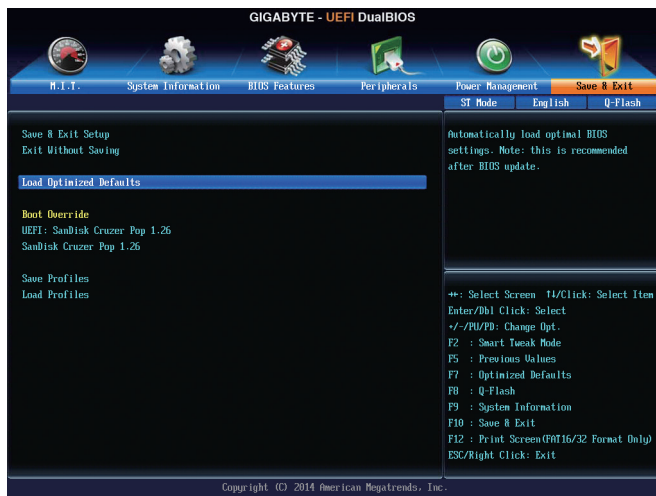 GIGABYTE - UEFI DualBIOS
M.I.T.
System Information
BIOS Features
Peripherals
Power Management
Save & Exit
ST Mode
English
Q-Flash
Save & Exit Setup
Exit Without Saving
Load Optimized Defaults
Boot Override
UEFI: SanDisk Cruzer Pop 1.26
SanDisk Cruzer Pop 1.26
Save Profiles
Load Profiles
Automatically load optimal BIOS
settings. Note: this is recommended
after BIOS update.
→←: Select Screen ↑↓/Click: Select Item
Enter/Dbl Click: Select
+/-/PU/PD: Change Opt.
F2 : Smart Tweak Mode
F5 : Previous Values
F7 : Optimized Defaults
F8 : Q-Flash
F9 : System Information
F10 : Save & Exit
F12 : Print Screen(FAT16/32 Format Only)
ESC/Right Click: Exit
Copyright (C) 2014 American Megatrends, Inc.